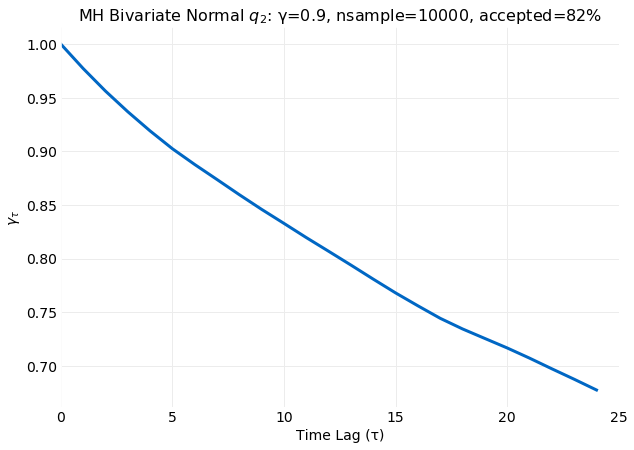 MH Bivariate Normal q₂: γ=0.9, nsample=10000, accepted=82%
1.00
0.95
0.90
0.85
0.80
0.75
0.70
γτ
0 5 10 15 20 25
Time Lag (τ)